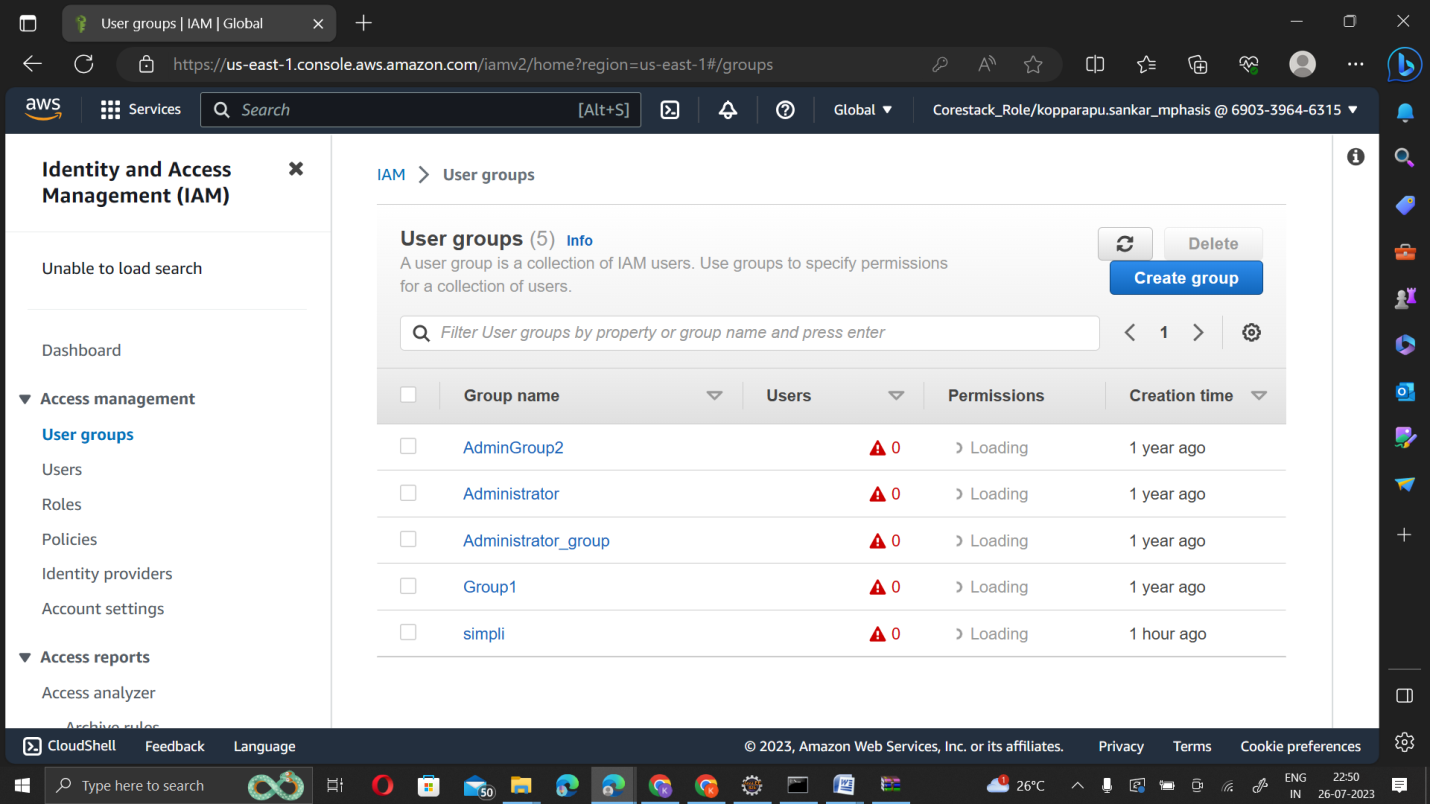 User groups | IAM | Global
https://us-east-1.console.aws.amazon.com/iamv2/home?region=us-east-1#/groups
aws
Services
Search
[Alt+S]
Global
Corestack_Role/kopparapu.sankar_mphasis @ 6903-3964-6315
Identity and Access
Management (IAM)
Unable to load search
Dashboard
Access management
User groups
Users
Roles
Policies
Identity providers
Account settings
Access reports
Access analyzer
Archive rules
IAM
User groups
User groups (5) Info
A user group is a collection of IAM users. Use groups to specify permissions
for a collection of users.
Delete
Create group
Filter User groups by property or group name and press enter
1
Group name Users Permissions Creation time
AdminGroup2 0 Loading 1 year ago
Administrator 0 Loading 1 year ago
Administrator_group 0 Loading 1 year ago
Group1 0 Loading 1 year ago
simpli 0 Loading 1 hour ago
CloudShell Feedback Language © 2023, Amazon Web Services, Inc. or its affiliates. Privacy Terms Cookie preferences
Type here to search
50
K
K
1
26°C
ENG
IN
22:50
26-07-2023